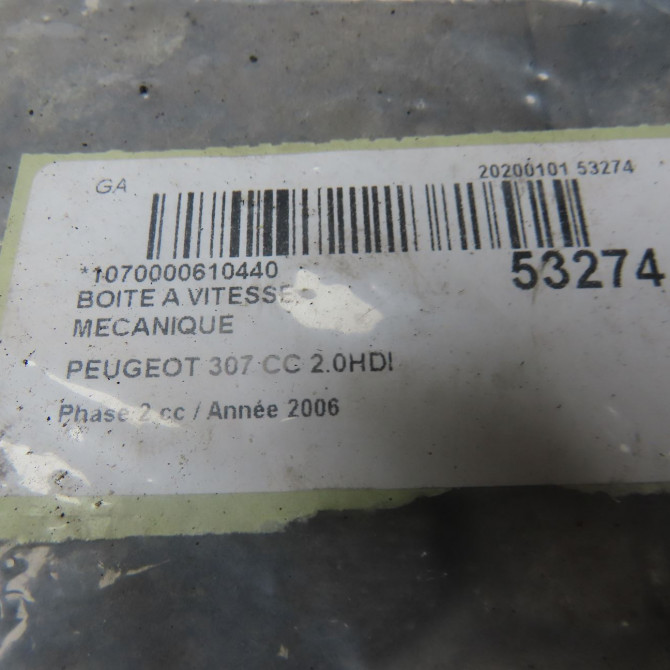 GA
20200101 53274
*1070000610440
53274
BOITE A VITESSE
MECANIQUE
PEUGEOT 307 CC 2.0HDI
Phase 2 cc / Année 2006